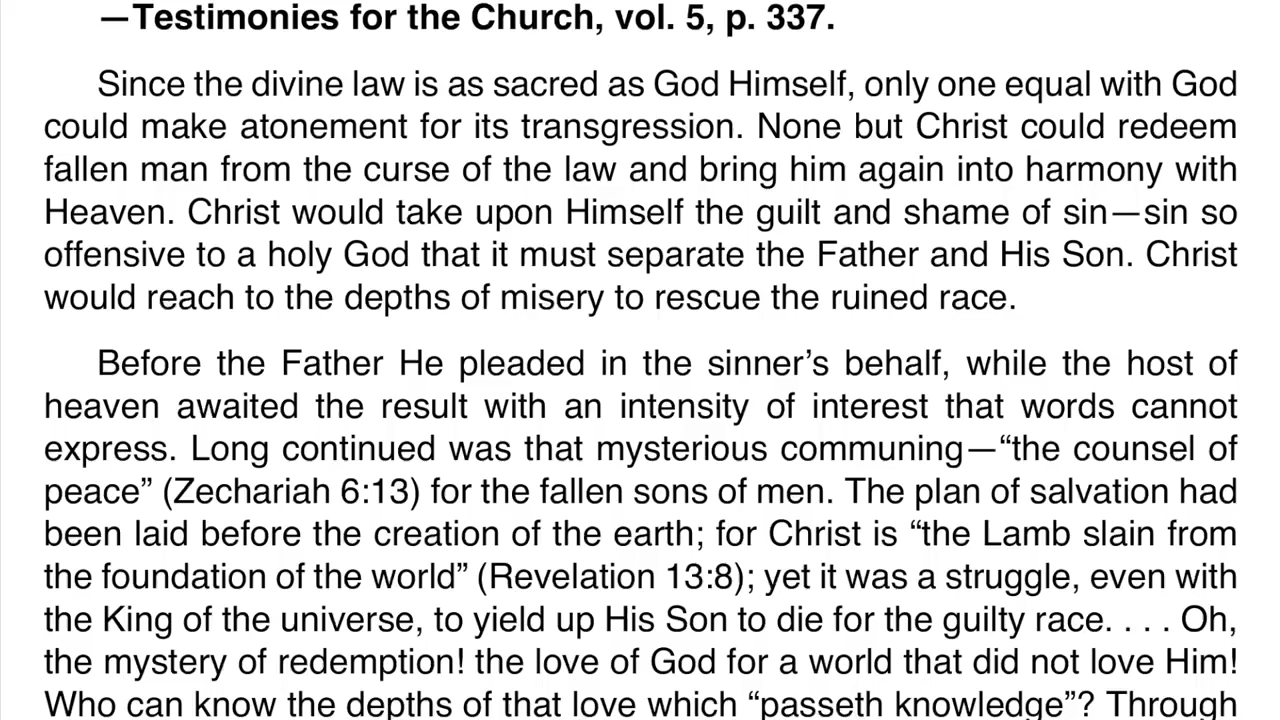 —Testimonies for the Church, vol. 5, p. 337.
Since the divine law is as sacred as God Himself, only one equal with God
could make atonement for its transgression. None but Christ could redeem
fallen man from the curse of the law and bring him again into harmony with
Heaven. Christ would take upon Himself the guilt and shame of sin—sin so
offensive to a holy God that it must separate the Father and His Son. Christ
would reach to the depths of misery to rescue the ruined race.
Before the Father He pleaded in the sinner’s behalf, while the host of
heaven awaited the result with an intensity of interest that words cannot
express. Long continued was that mysterious communing—“the counsel of
peace” (Zechariah 6:13) for the fallen sons of men. The plan of salvation had
been laid before the creation of the earth; for Christ is “the Lamb slain from
the foundation of the world” (Revelation 13:8); yet it was a struggle, even with
the King of the universe, to yield up His Son to die for the guilty race. . . . Oh,
the mystery of redemption! the love of God for a world that did not love Him!
Who can know the depths of that love which “passeth knowledge”? Through